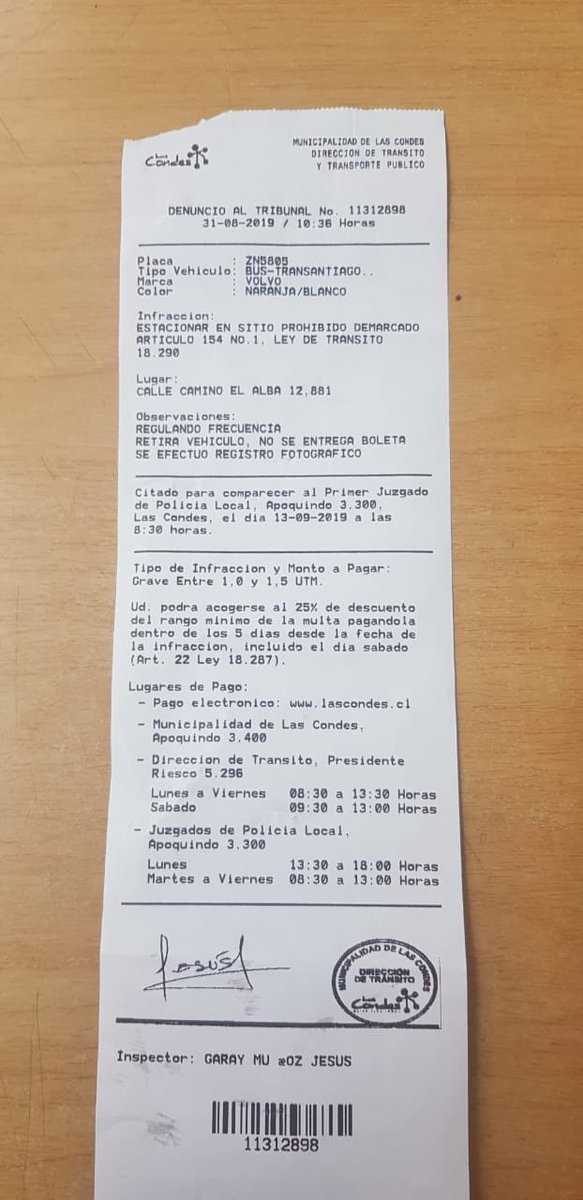 Las Condes
MUNICIPALIDAD DE LAS CONDES
DIRECCION DE TRANSITO
Y TRANSPORTE PUBLICO
DENUNCIO AL TRIBUNAL No. 11312898
31-08-2019 / 10:36 Horas
Placa : ZN5805
Tipo Vehiculo: BUS-TRANSANTIAGO..
Marca : VOLVO
Color : NARANJA/BLANCO
Infraccion:
ESTACIONAR EN SITIO PROHIBIDO DEMARCADO
ARTICULO 154 NO.1, LEY DE TRANSITO
18.290
Lugar:
CALLE CAMINO EL ALBA 12,881
Observaciones:
REGULANDO FRECUENCIA
RETIRA VEHICULO, NO SE ENTREGA BOLETA
SE EFECTUO REGISTRO FOTOGRAFICO
Citado para comparecer al Primer Juzgado
de Policia Local, Apoquindo 3.300,
Las Condes, el dia 13-09-2019 a las
8:30 horas.
Tipo de Infraccion y Monto a Pagar:
Grave Entre 1,0 y 1,5 UTM.
Ud. podra acogerse al 25% de descuento
del rango minimo de la multa pagandola
dentro de los 5 dias desde la fecha de
la infraccion, incluido el dia sabado
(Art. 22 Ley 18.287).
Lugares de Pago:
- Pago electronico: www.lascondes.cl
- Municipalidad de Las Condes,
Apoquindo 3.400
- Direccion de Transito, Presidente
Riesco 5.296
Lunes a Viernes 08:30 a 13:30 Horas
Sabado 09:30 a 13:00 Horas
- Juzgados de Policia Local,
Apoquindo 3.300
Lunes 13:30 a 18:00 Horas
Martes a Viernes 08:30 a 13:00 Horas
Jesús
MUNICIPALIDAD DE LAS CONDES
DIRECCIÓN
DE TRÁNSITO
Las Condes
Inspector: GARAY MU æOZ JESUS
11312898